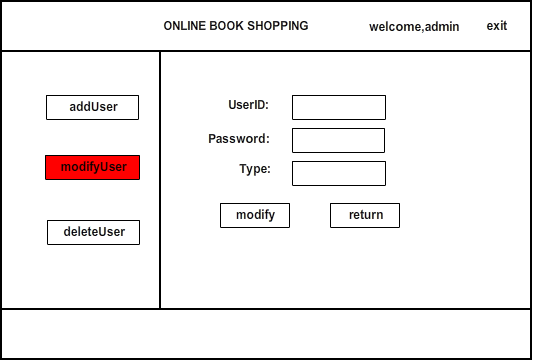 ONLINE BOOK SHOPPING welcome,admin exit
addUser
modifyUser
deleteUser
UserID:
Password:
Type:
modify return